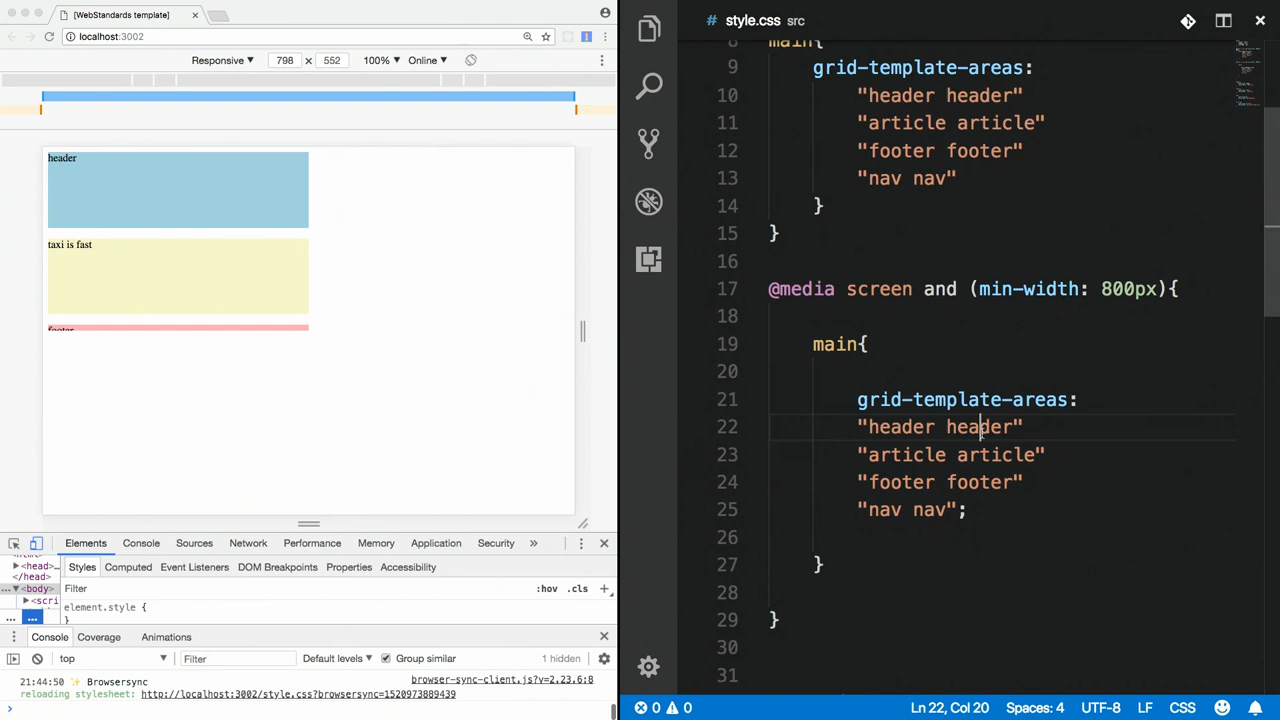 [WebStandards template]
localhost:3002
Responsive ▾ 798 × 552 100% ▾ Online ▾
header
taxi is fast
footer
Elements Console Sources Network Performance Memory Application Security »
<head>…
</head>
<body>
<scri
...
Styles Computed Event Listeners DOM Breakpoints Properties Accessibility
Filter :hov .cls +
element.style {
}
Console Coverage Animations
top Filter Default levels ▾ Group similar 1 hidden
21:44:50 ✨ Browsersync browser-sync-client.js?v=2.23.6:8
reloading stylesheet: http://localhost:3002/style.css?browsersync=1520973889439
# style.css src
8 main{
9 grid-template-areas:
10 "header header"
11 "article article"
12 "footer footer"
13 "nav nav"
14 }
15 }
16
17 @media screen and (min-width: 800px){
18
19 main{
20
21 grid-template-areas:
22 "header header"
23 "article article"
24 "footer footer"
25 "nav nav";
26
27 }
28
29 }
30
31
0 0 Ln 22, Col 20 Spaces: 4 UTF-8 LF CSS